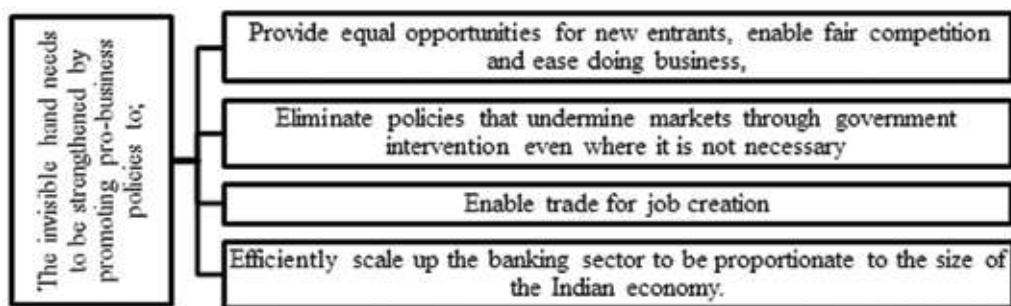 The invisible hand needs
to be strengthened by
promoting pro-business
policies to;
Provide equal opportunities for new entrants, enable fair competition
and ease doing business,
Eliminate policies that undermine markets through government
intervention even where it is not necessary
Enable trade for job creation
Efficiently scale up the banking sector to be proportionate to the size of
the Indian economy.